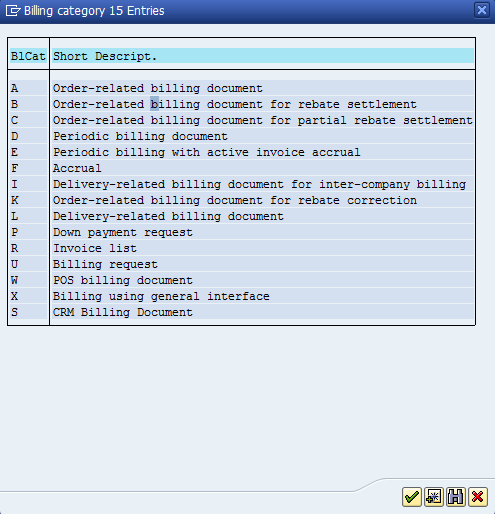 Billing category 15 Entries
BlCat Short Descript.
A Order-related billing document
B Order-related billing document for rebate settlement
C Order-related billing document for partial rebate settlement
D Periodic billing document
E Periodic billing with active invoice accrual
F Accrual
I Delivery-related billing document for inter-company billing
K Order-related billing document for rebate correction
L Delivery-related billing document
P Down payment request
R Invoice list
U Billing request
W POS billing document
X Billing using general interface
S CRM Billing Document